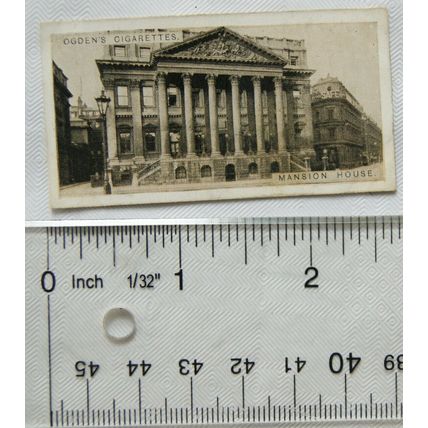 OGDEN'S CIGARETTES.
MANSION HOUSE.
0 Inch 1/32" 1 2
45 44 43 42 41 40 39